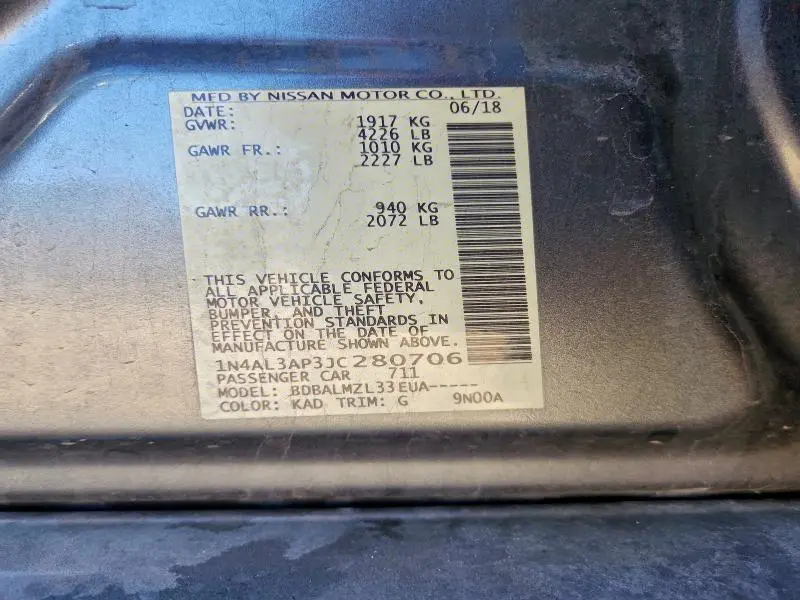 MFD BY NISSAN MOTOR CO., LTD.
DATE: 06/18
GVWR: 1917 KG
4226 LB
GAWR FR.: 1010 KG
2227 LB
GAWR RR.: 940 KG
2072 LB
THIS VEHICLE CONFORMS TO
ALL APPLICABLE FEDERAL
MOTOR VEHICLE SAFETY,
BUMPER, AND THEFT
PREVENTION STANDARDS IN
EFFECT ON THE DATE OF
MANUFACTURE SHOWN ABOVE.
1N4AL3AP3JC280706
PASSENGER CAR 711
MODEL: BDBALMZL33EUA-----
COLOR: KAD TRIM: G 9N00A